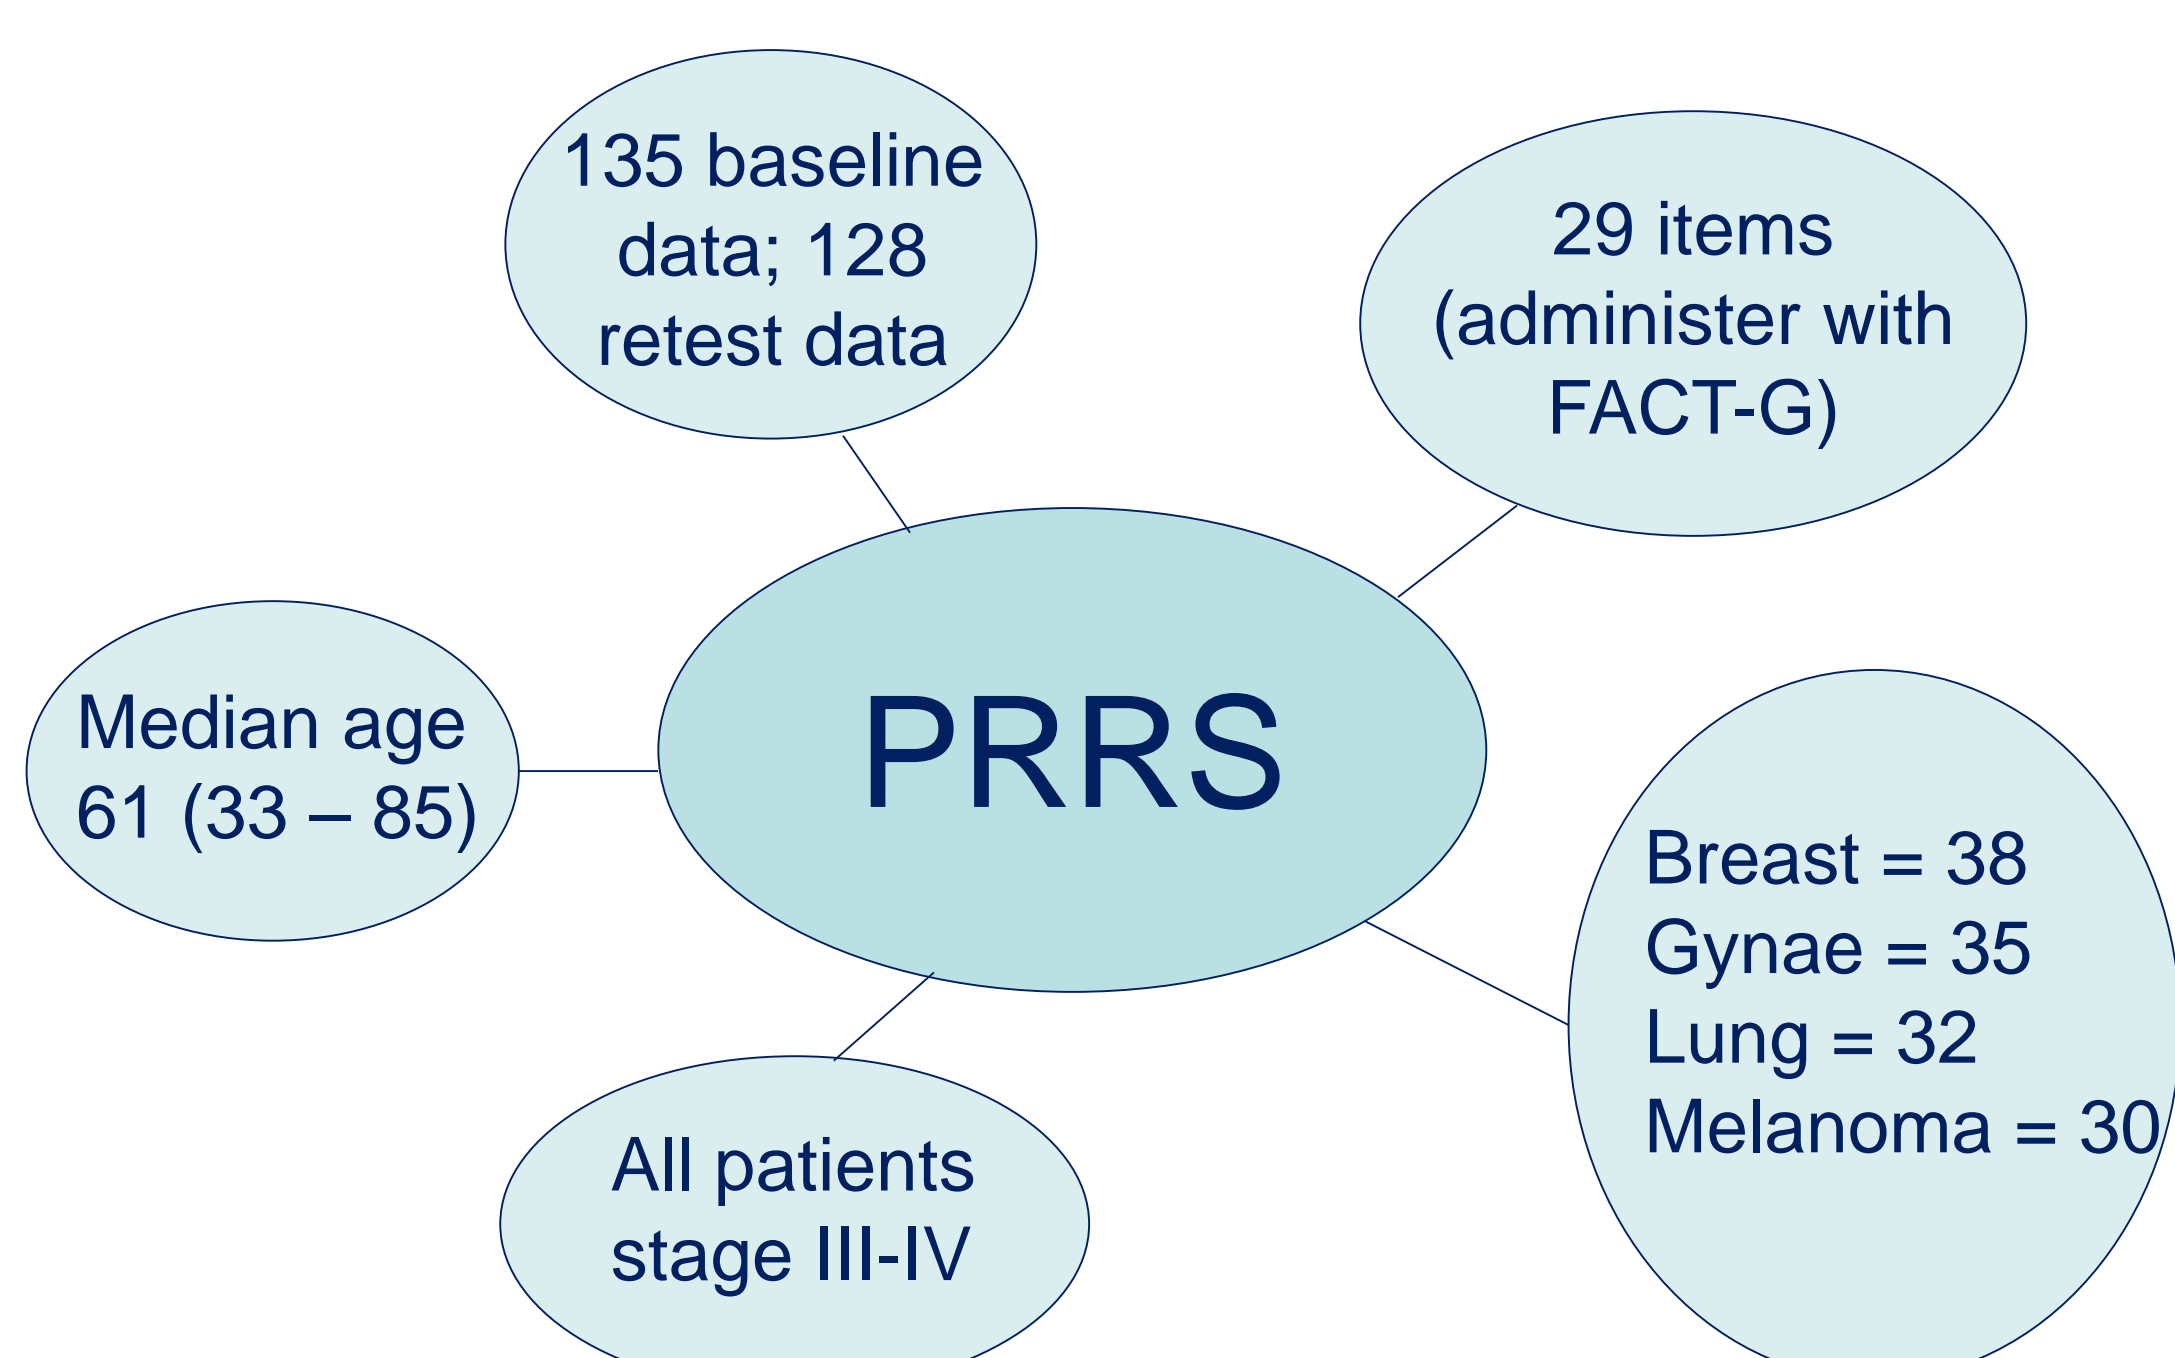 135 baseline
data; 128
retest data
29 items
(administer with
FACT-G)
PRRS
Median age
61 (33 – 85)
Breast = 38
Gynae = 35
Lung = 32
Melanoma = 30
All patients
stage III-IV